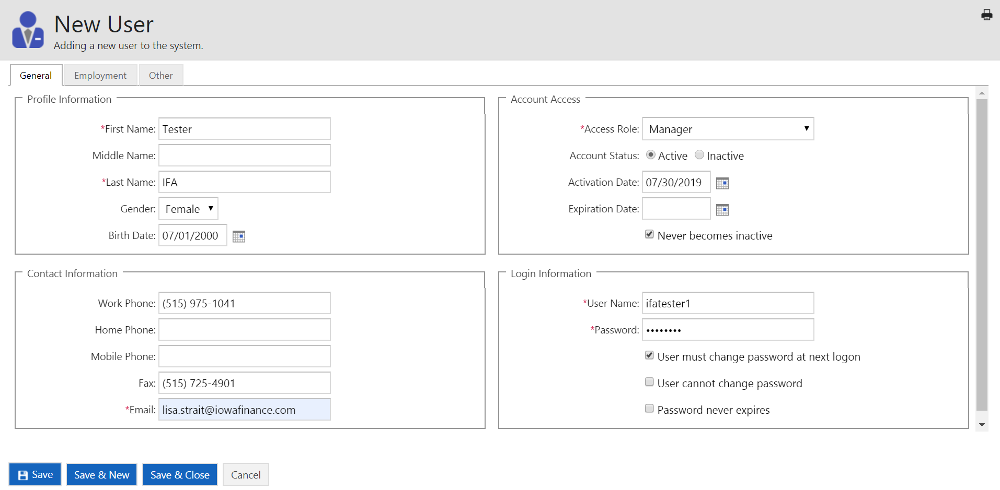 New User
Adding a new user to the system.
General
Employment
Other
Profile Information
*First Name: Tester
Middle Name:
*Last Name: IFA
Gender: Female
Birth Date: 07/01/2000
Account Access
*Access Role: Manager
Account Status: Active Inactive
Activation Date: 07/30/2019
Expiration Date:
Never becomes inactive
Contact Information
Work Phone: (515) 975-1041
Home Phone:
Mobile Phone:
Fax: (515) 725-4901
*Email: lisa.strait@iowafinance.com
Login Information
*User Name: ifatester1
*Password: ••••••••
User must change password at next logon
User cannot change password
Password never expires
Save
Save & New
Save & Close
Cancel